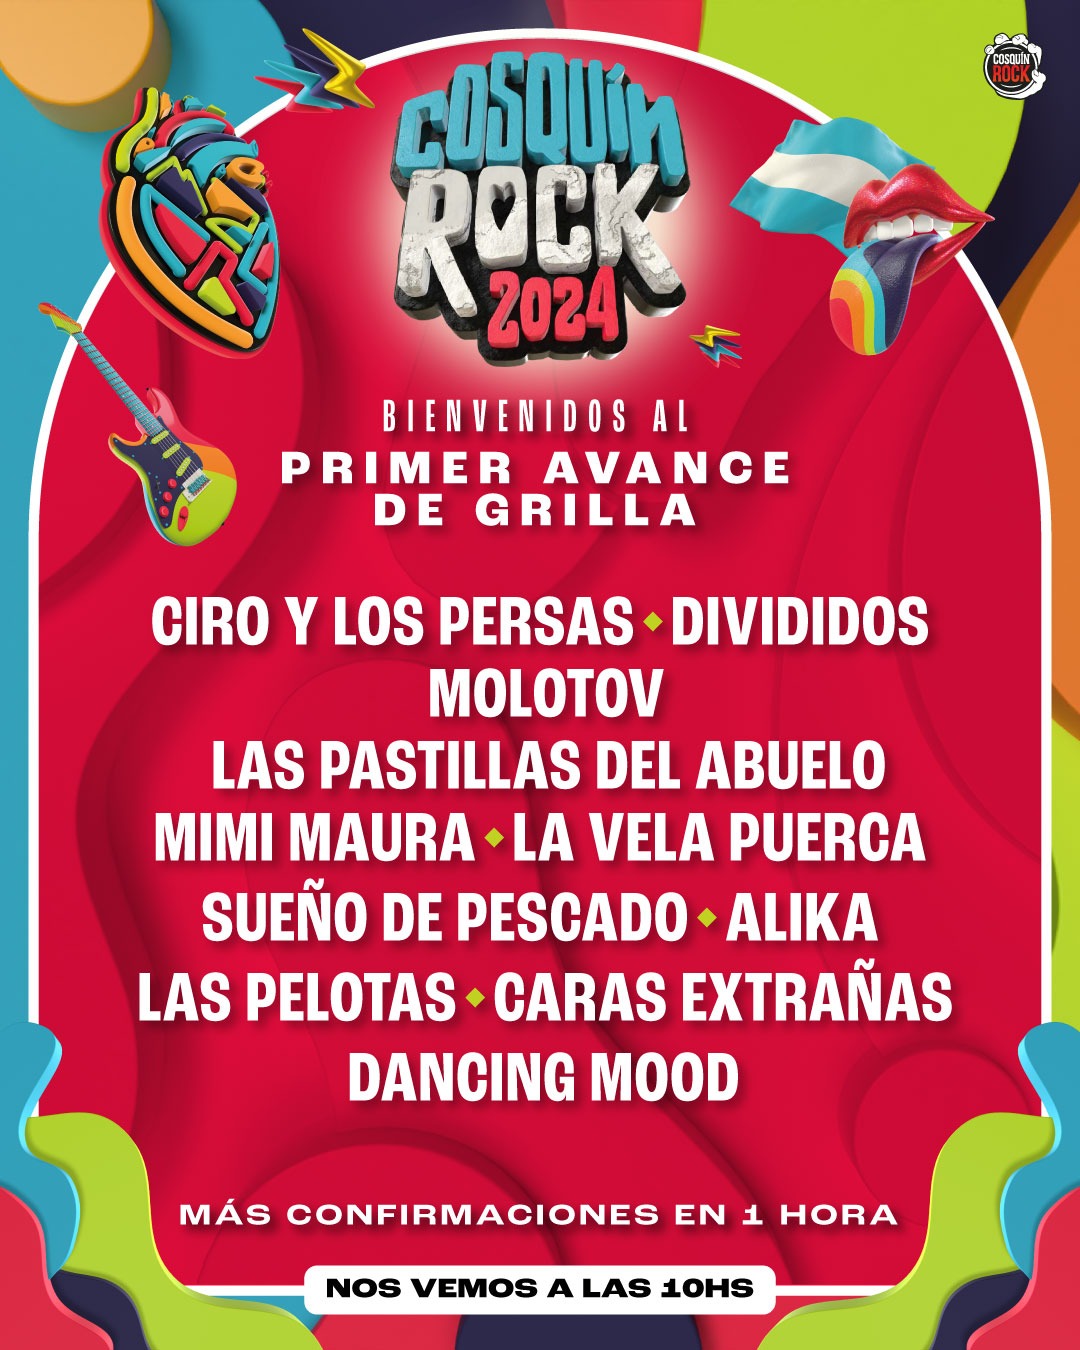 COSQUÍN
ROCK
COSQUÍN
ROCK
2024
BIENVENIDOS AL
PRIMER AVANCE
DE GRILLA
CIRO Y LOS PERSAS • DIVIDIDOS
MOLOTOV
LAS PASTILLAS DEL ABUELO
MIMI MAURA • LA VELA PUERCA
SUEÑO DE PESCADO • ALIKA
LAS PELOTAS • CARAS EXTRAÑAS
DANCING MOOD
MÁS CONFIRMACIONES EN 1 HORA
NOS VEMOS A LAS 10HS